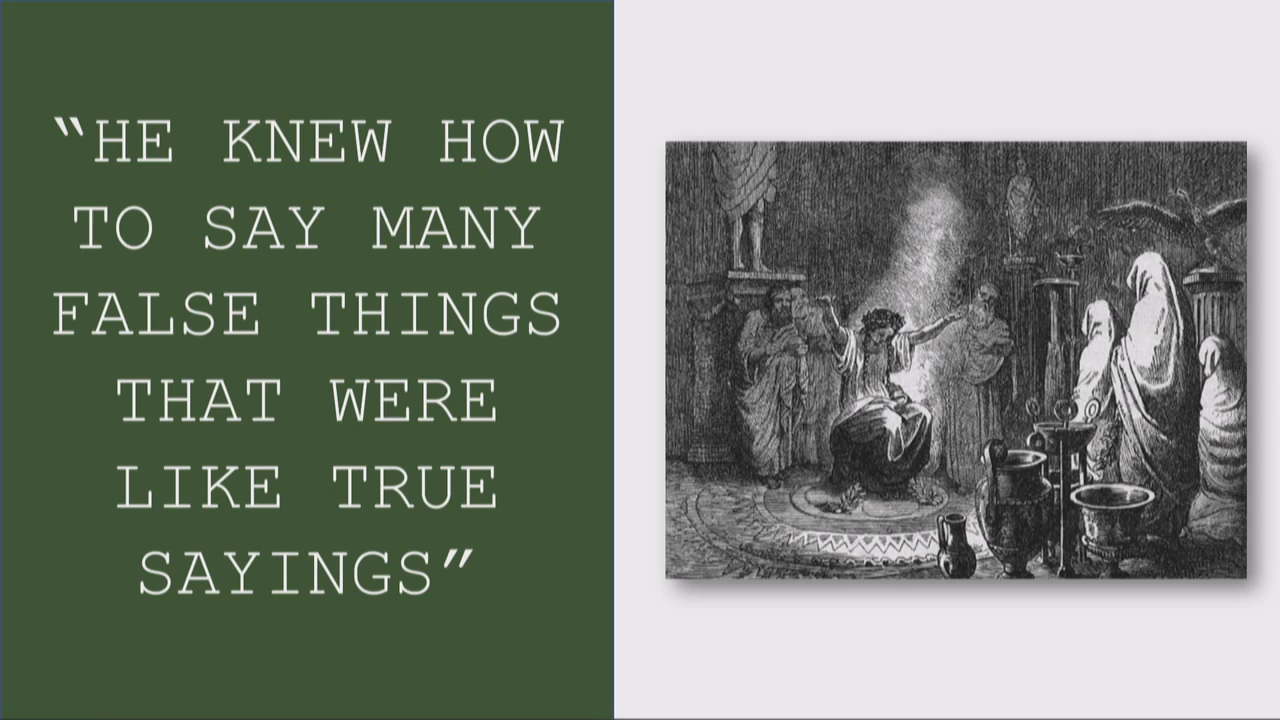 “HE KNEW HOW
TO SAY MANY
FALSE THINGS
THAT WERE
LIKE TRUE
SAYINGS”